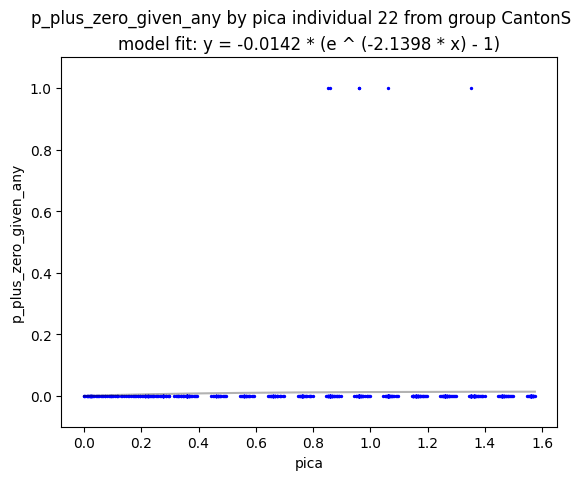 p_plus_zero_given_any by pica individual 22 from group CantonS
model fit: y = -0.0142 * (e ^ (-2.1398 * x) - 1)
1.0
0.8
0.6
0.4
0.2
0.0
p_plus_zero_given_any
0.0 0.2 0.4 0.6 0.8 1.0 1.2 1.4 1.6
pica